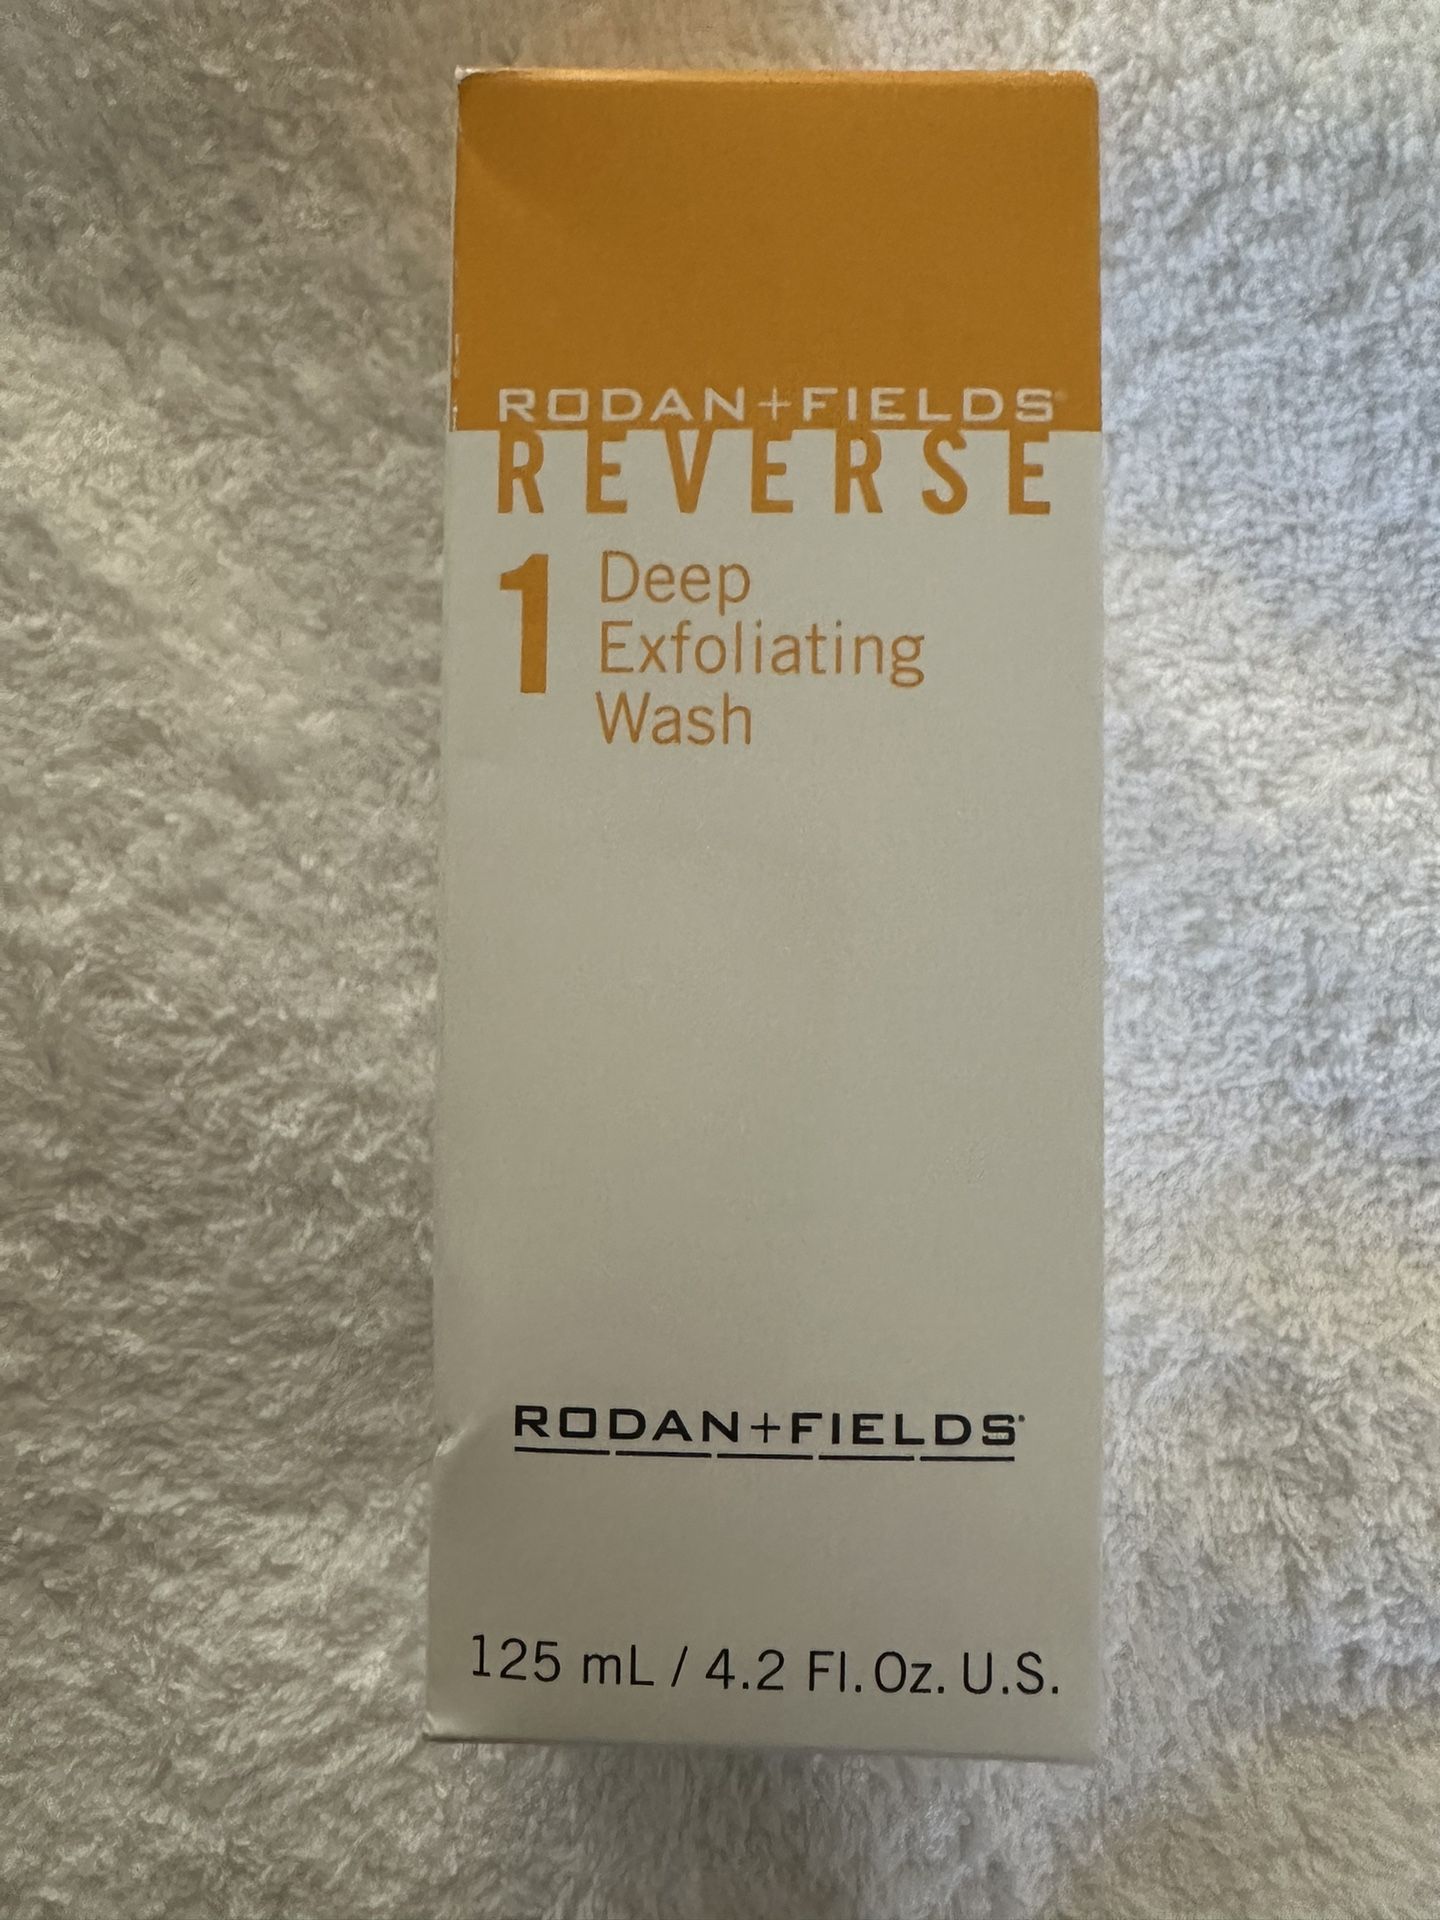 RODAN+FIELDS®
REVERSE
1 Deep
Exfoliating
Wash
RODAN+FIELDS®
125 mL / 4.2 Fl.Oz. U.S.